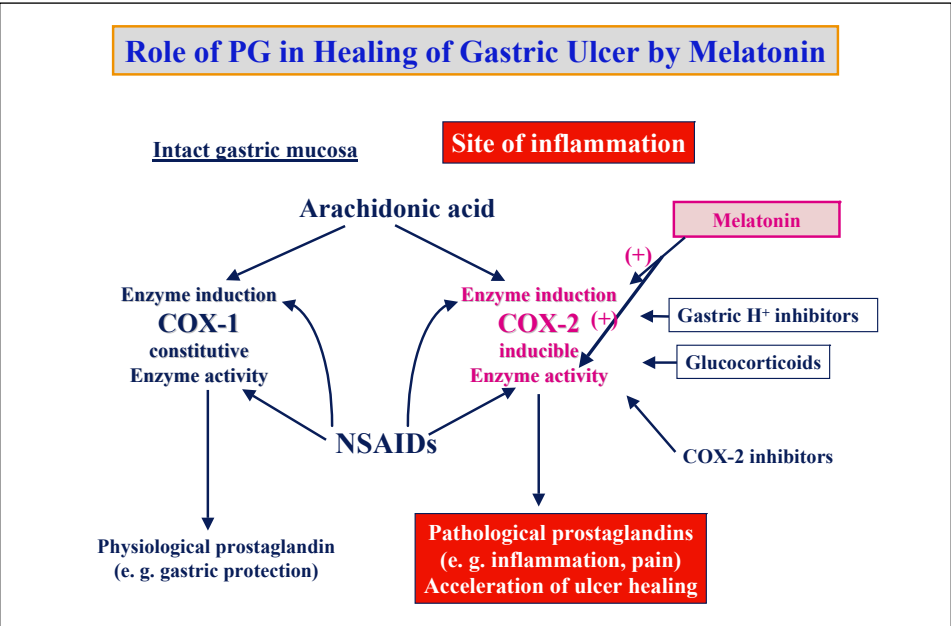 Role of PG in Healing of Gastric Ulcer by Melatonin
Intact gastric mucosa
Site of inflammation
Arachidonic acid
Melatonin
(+)
Enzyme induction
COX-1
constitutive
Enzyme activity
Enzyme induction
COX-2 (+)
inducible
Enzyme activity
Gastric H⁺ inhibitors
Glucocorticoids
NSAIDs
COX-2 inhibitors
Physiological prostaglandin
(e. g. gastric protection)
Pathological prostaglandins
(e. g. inflammation, pain)
Acceleration of ulcer healing